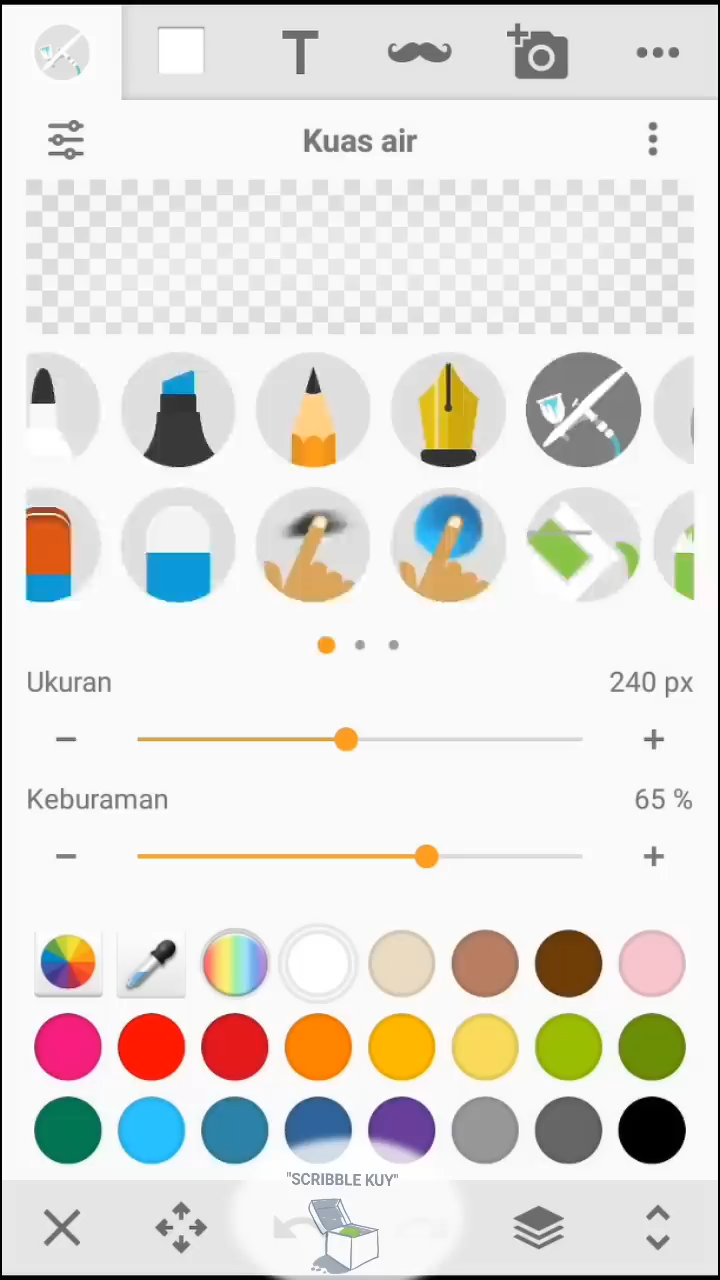 T
Kuas air
Ukuran
240 px
Keburaman
65 %
"SCRIBBLE KUY"